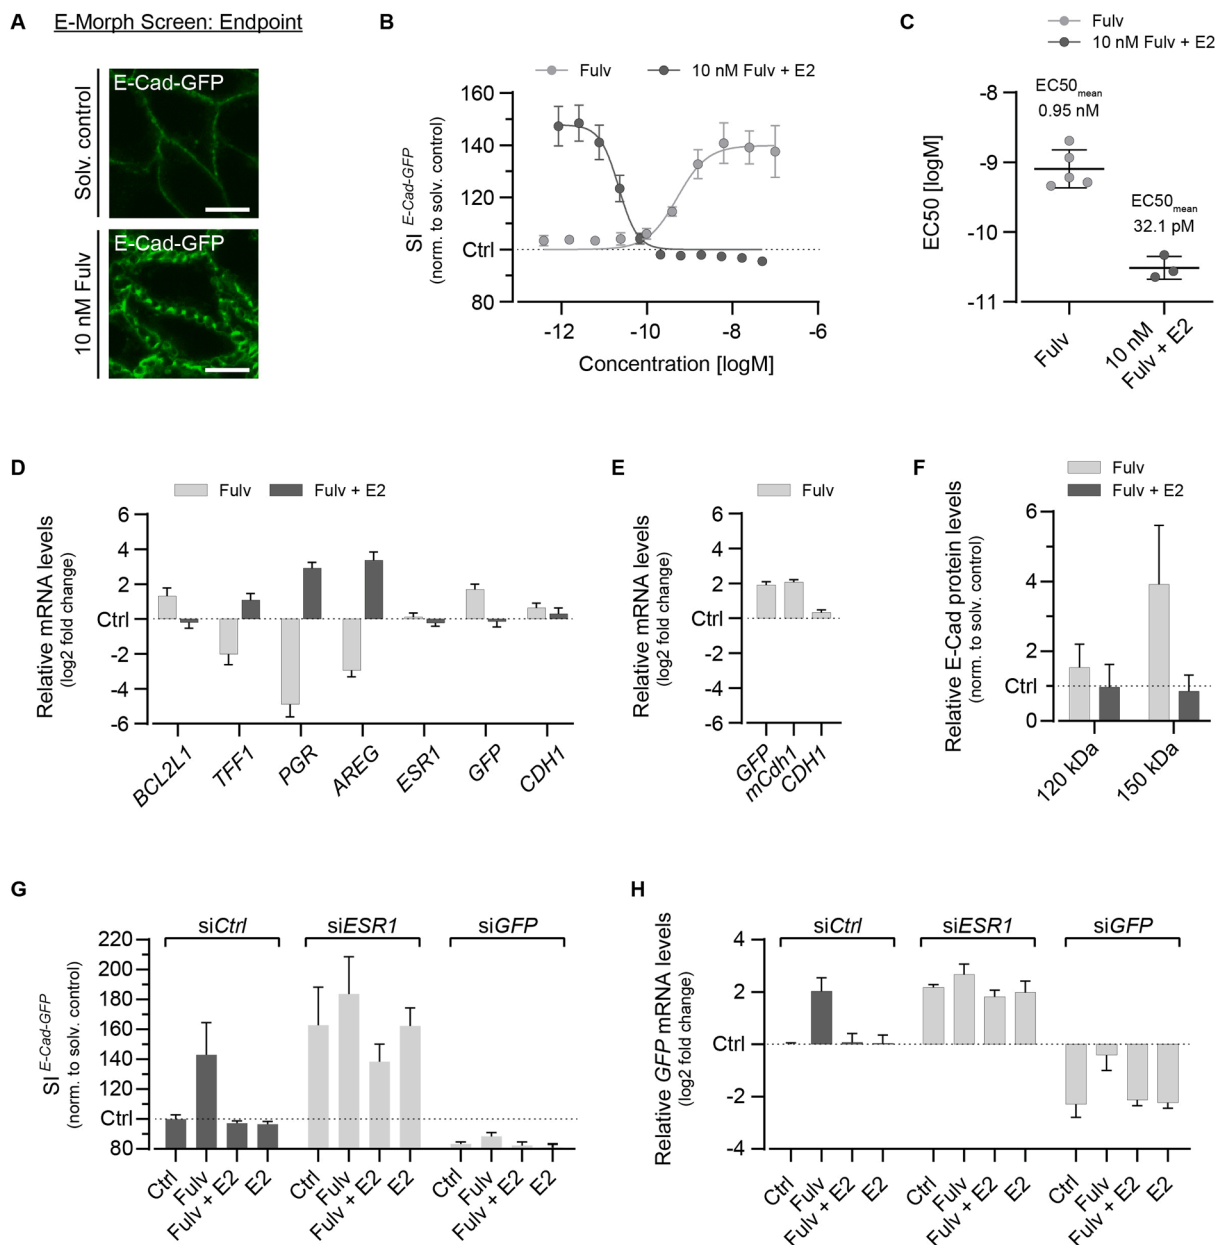 A E-Morph Screen: Endpoint
Solv. control
E-Cad-GFP
10 nM Fulv
E-Cad-GFP
B
Fulv 10 nM Fulv + E2
SI E-Cad-GFP
(norm. to solv. control)
160
140
120
Ctrl
80
-12 -10 -8 -6
Concentration [logM]
C
Fulv
10 nM Fulv + E2
EC50 [logM]
-8
-9
-10
-11
EC50mean
0.95 nM
EC50mean
32.1 pM
Fulv
10 nM
Fulv + E2
D
Fulv Fulv + E2
Relative mRNA levels
(log2 fold change)
6
4
2
Ctrl
-2
-4
-6
BCL2L1 TFF1 PGR AREG ESR1 GFP CDH1
E
Fulv
Relative mRNA levels
(log2 fold change)
6
4
2
Ctrl
-2
-4
-6
GFP mCdh1 CDH1
F
Fulv
Fulv + E2
Relative E-Cad protein levels
(norm. to solv. control)
6
4
2
Ctrl
0
120 kDa 150 kDa
G
siCtrl siESR1 siGFP
SI E-Cad-GFP
(norm. to solv. control)
220
200
180
160
140
120
Ctrl
80
Ctrl Fulv Fulv + E2 E2 Ctrl Fulv Fulv + E2 E2 Ctrl Fulv Fulv + E2 E2
H
siCtrl siESR1 siGFP
Relative GFP mRNA levels
(log2 fold change)
4
2
Ctrl
-2
-4
Ctrl Fulv Fulv + E2 E2 Ctrl Fulv Fulv + E2 E2 Ctrl Fulv Fulv + E2 E2